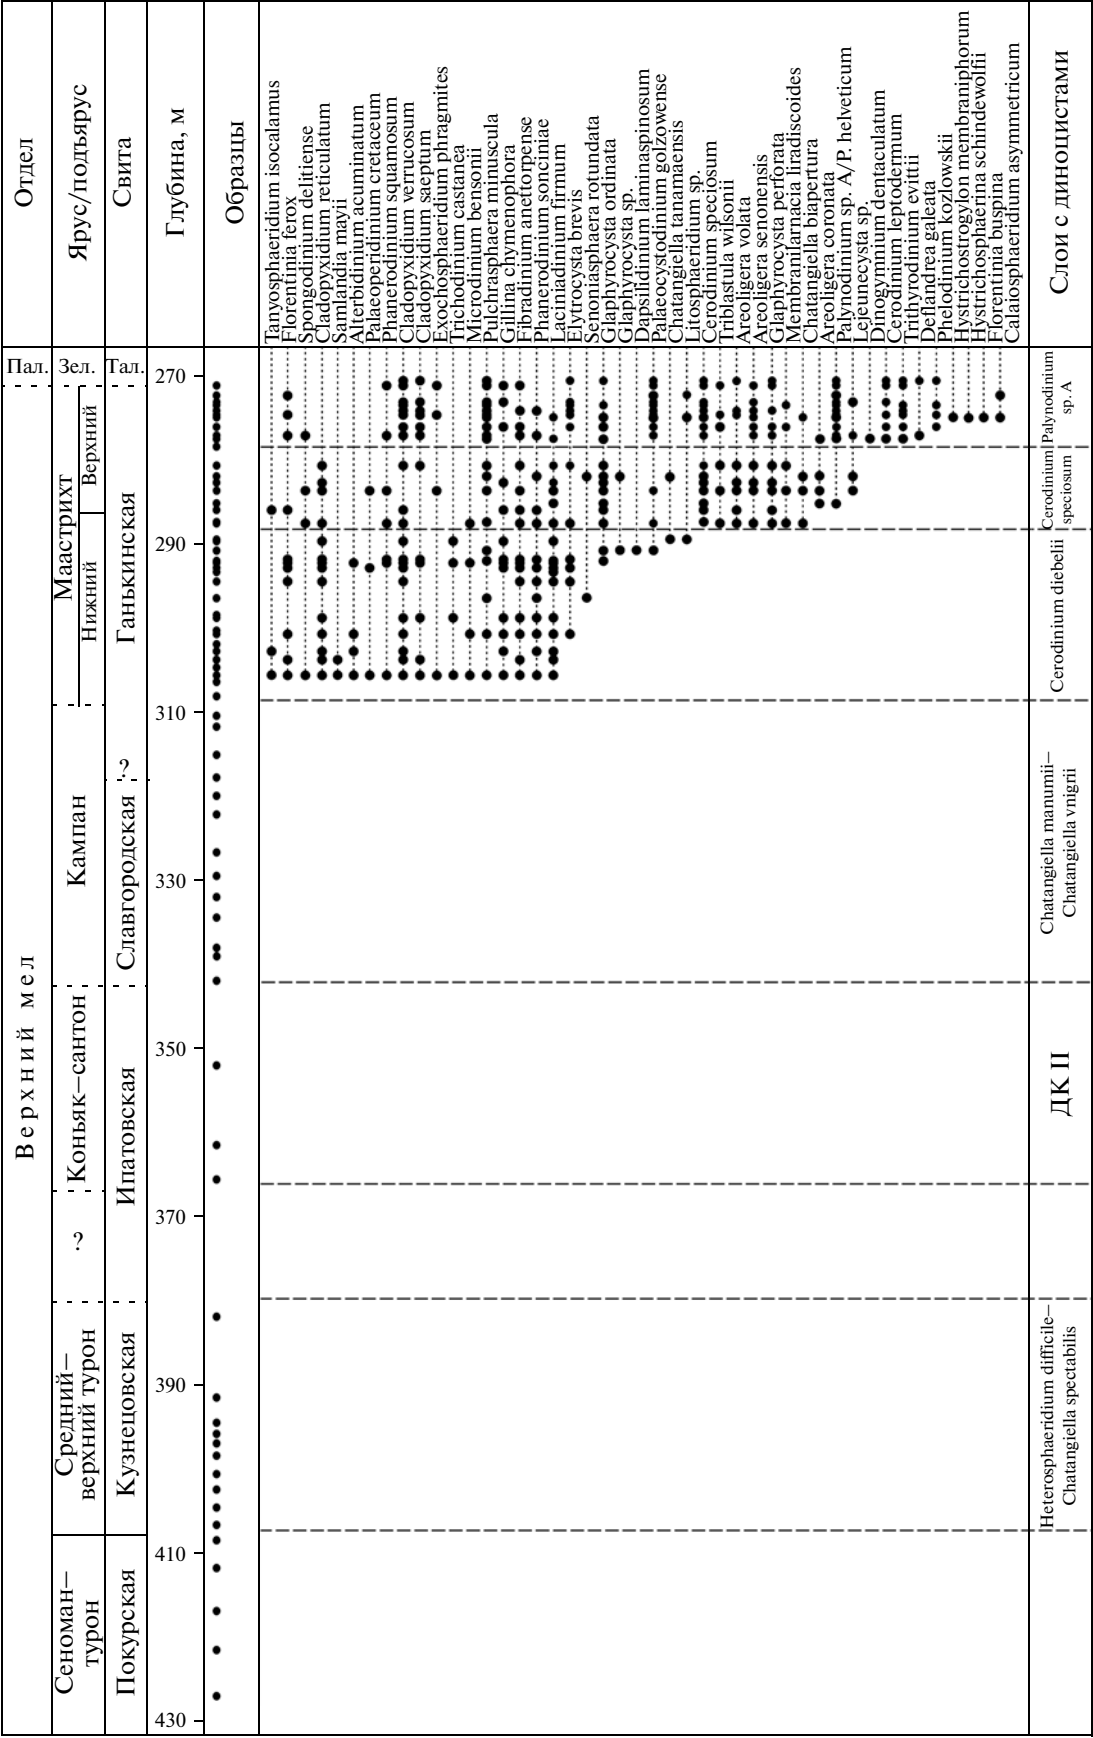 Отдел
Ярус/подъярус
Свита
Глубина, м
Образцы
Tanyosphaeridium isocalamus
Florentinia ferox
Spongodinium delitiense
Cladopyxidium reticulatum
Samlandia mayii
Alterbidinium acuminatum
Palaeoperidinium cretaceum
Phanerodinium squamosum
Cladopyxidium verrucosum
Cladopyxidium saeptum
Exochosphaeridium phragmites
Trichodinium castanea
Microdinium bensonii
Pulchrasphaera minuscula
Gillina chymenophora
Fibradinium anettorpense
Phanerodinium sonciniae
Laciniadinium firmum
Elytrocysta brevis
Senoniasphaera rotundata
Glaphyrocysta ordinata
Glaphyrocysta sp.
Dapsilidinium laminaspinosum
Palaeocystodinium golzowense
Chatangiella tanamaensis
Litosphaeridium sp.
Cerodinium speciosum
Triblastula wilsonii
Areoligera volata
Areoligera senonensis
Glaphyrocysta perforata
Membranilarnacia liradiscoides
Chatangiella biapertura
Areoligera coronata
Palynodinium sp. A/P. helveticum
Lejeunecysta sp.
Dinogymnium dentaculatum
Cerodinium leptodermum
Trithyrodinium evittii
Deflandrea galeata
Phelodinium kozlowskii
Hystrichostrogylon membraniphorum
Hystrichosphaerina schindewolfii
Florentinia buspina
Calaiosphaeridium asymmetricum
Слои с диноцистами
Пал.
Зел.
Тал.
270
290
310
330
350
370
390
410
430
Верхний мел
Маастрихт
Верхний
Нижний
Кампан
Коньяк–сантон
?
Средний–
верхний турон
Сеноман–
турон
Ганькинская
?
Славгородская
Ипатовская
Кузнецовская
Покурская
Palynodinium
sp. A
Cerodinium
speciosum
Cerodinium diebelii
Chatangiella manumii–
Chatangiella vnigrii
ДК II
Heterosphaeridium difficile–
Chatangiella spectabilis